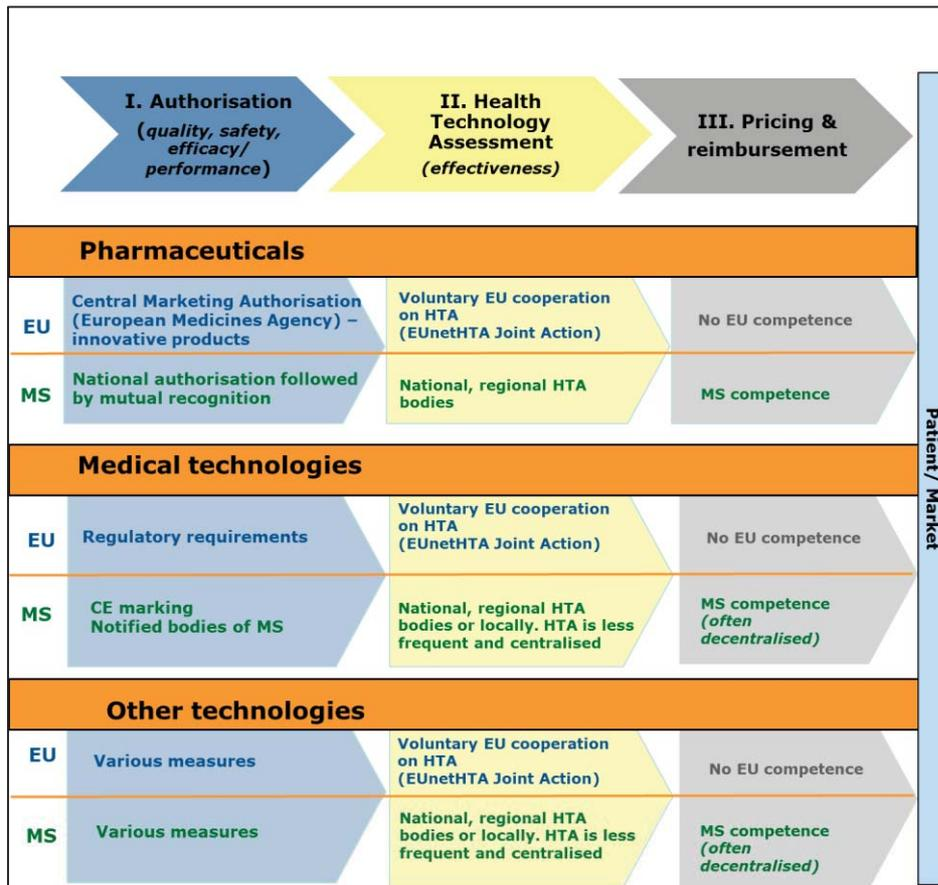 I. Authorisation
(quality, safety,
efficacy/
performance)
II. Health
Technology
Assessment
(effectiveness)
III. Pricing &
reimbursement
Pharmaceuticals
EU
Central Marketing Authorisation
(European Medicines Agency) –
innovative products
Voluntary EU cooperation
on HTA
(EUnetHTA Joint Action)
No EU competence
MS
National authorisation followed
by mutual recognition
National, regional HTA
bodies
MS competence
Medical technologies
EU
Regulatory requirements
Voluntary EU cooperation
on HTA
(EUnetHTA Joint Action)
No EU competence
MS
CE marking
Notified bodies of MS
National, regional HTA
bodies or locally. HTA is less
frequent and centralised
MS competence
(often
decentralised)
Other technologies
EU
Various measures
Voluntary EU cooperation
on HTA
(EUnetHTA Joint Action)
No EU competence
MS
Various measures
National, regional HTA
bodies or locally. HTA is less
frequent and centralised
MS competence
(often
decentralised)
Patient/ Market